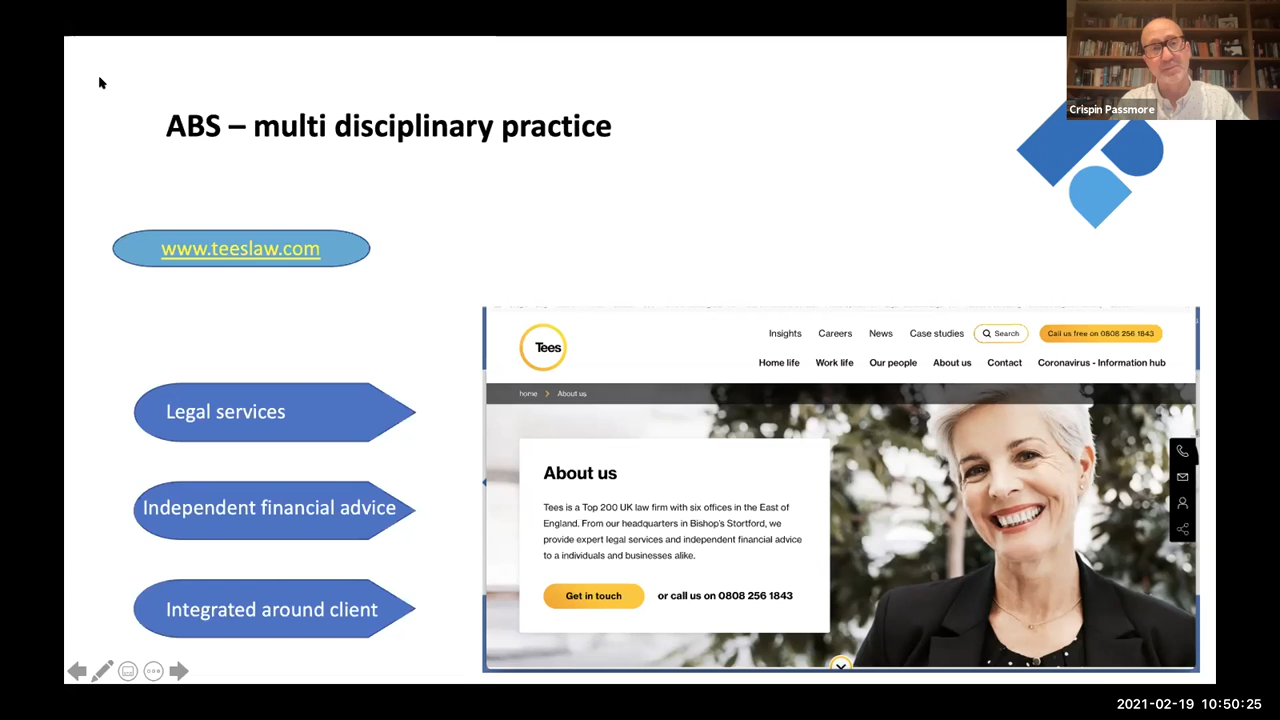 Crispin Passmore
ABS – multi disciplinary practice
www.teeslaw.com
Legal services
Independent financial advice
Integrated around client
Tees
Insights Careers News Case studies Search Call us free on 0808 256 1843
Home life Work life Our people About us Contact Coronavirus - Information hub
home About us
About us
Tees is a Top 200 UK law firm with six offices in the East of
England. From our headquarters in Bishop's Stortford, we
provide expert legal services and independent financial advice
to a individuals and businesses alike.
Get in touch or call us on 0808 256 1843
2021-02-19 10:50:25